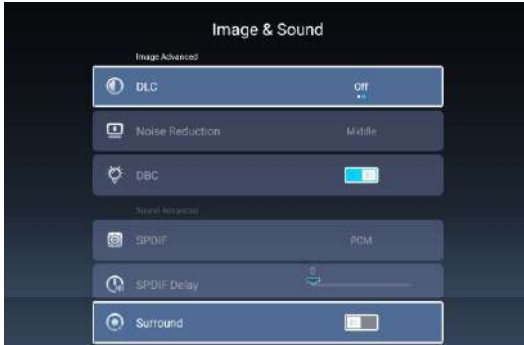 Image & Sound
Image Advanced
DLC Off
Noise Reduction Middle
DBC
Sound Advanced
SPDIF PCM
SPDIF Delay 0
Surround